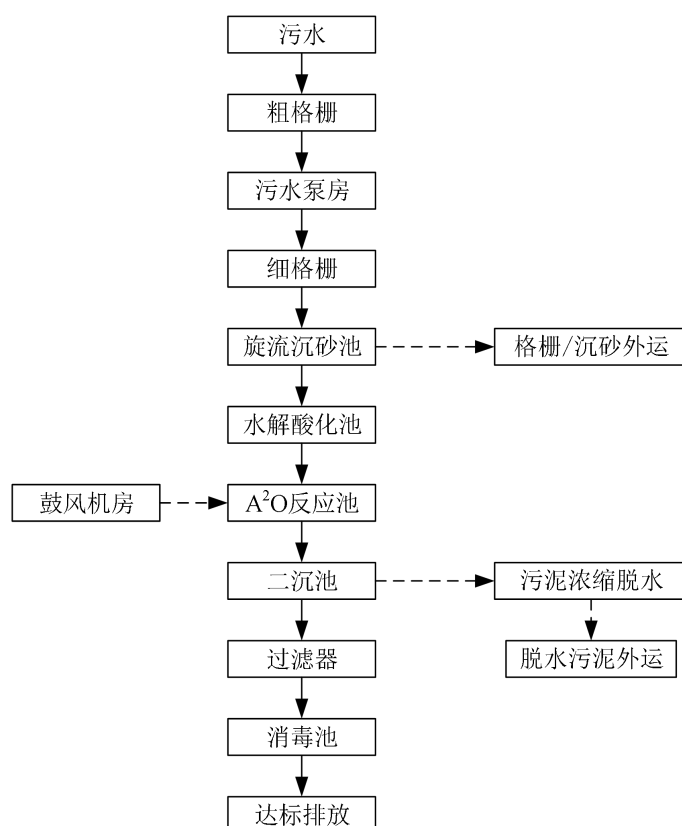 污水
粗格栅
污水泵房
细格栅
旋流沉砂池
格栅/沉砂外运
水解酸化池
鼓风机房
A²O反应池
二沉池
污泥浓缩脱水
过滤器
脱水污泥外运
消毒池
达标排放